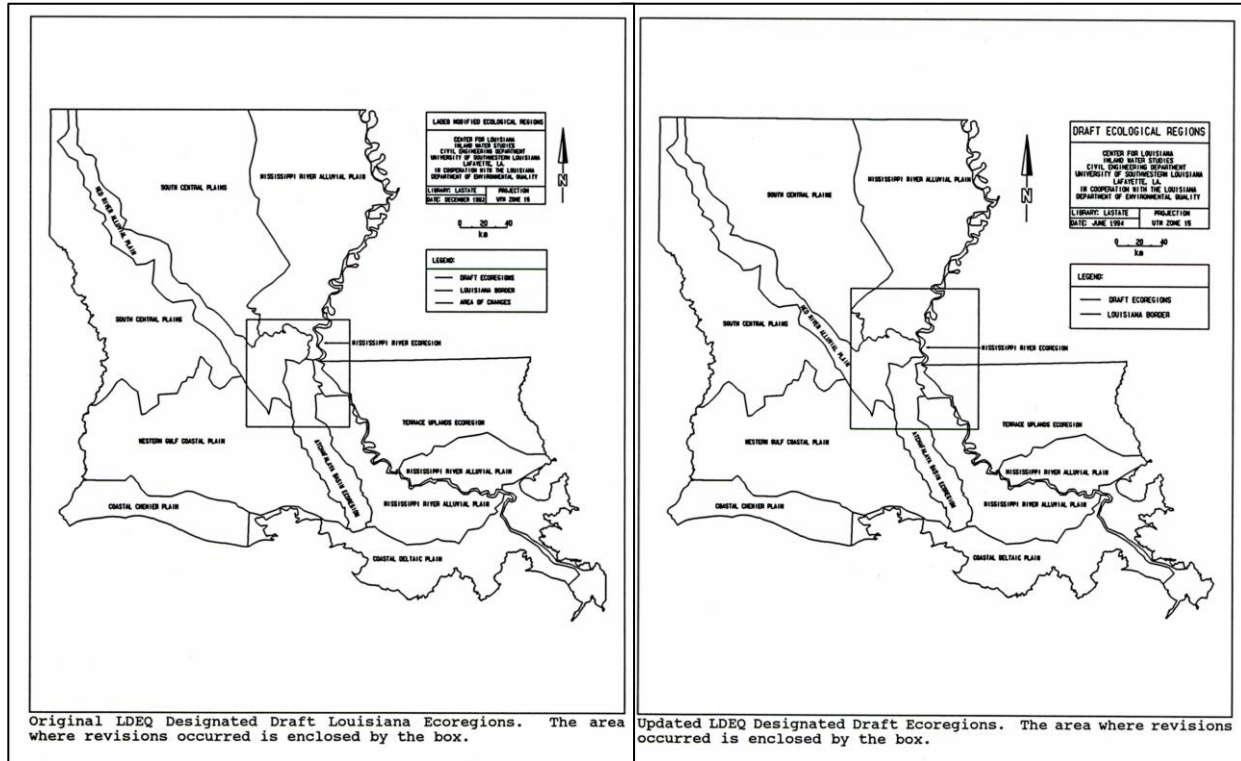 LADEQ MODIFIED ECOLOGICAL REGIONS
CENTER FOR LOUISIANA
INLAND WATER STUDIES
CIVIL ENGINEERING DEPARTMENT
UNIVERSITY OF SOUTHWESTERN LOUISIANA
LAFAYETTE, LA.
IN COOPERATION WITH THE LOUISIANA
DEPARTMENT OF ENVIRONMENTAL QUALITY
LIBRARY: LASTATE
PROJECTION
DATE: DECEMBER 1993
UTM ZONE 15
N
0 20 40
km
LEGEND:
DRAFT ECOREGIONS
LOUISIANA BORDER
AREA OF CHANGES
SOUTH CENTRAL PLAINS
MISSISSIPPI RIVER ALLUVIAL PLAIN
RED RIVER ALLUVIAL PLAIN
SOUTH CENTRAL PLAINS
MISSISSIPPI RIVER ECOREGION
WESTERN GULF COASTAL PLAIN
TERRACE UPLANDS ECOREGION
ATCHAFALAYA BASIN ECOREGION
MISSISSIPPI RIVER ALLUVIAL PLAIN
COASTAL CHENIER PLAIN
MISSISSIPPI RIVER ALLUVIAL PLAIN
COASTAL DELTAIC PLAIN
Original LDEQ Designated Draft Louisiana Ecoregions. The area
where revisions occurred is enclosed by the box.
DRAFT ECOLOGICAL REGIONS
CENTER FOR LOUISIANA
INLAND WATER STUDIES
CIVIL ENGINEERING DEPARTMENT
UNIVERSITY OF SOUTHWESTERN LOUISIANA
LAFAYETTE, LA.
IN COOPERATION WITH THE LOUISIANA
DEPARTMENT OF ENVIRONMENTAL QUALITY
LIBRARY: LASTATE
PROJECTION
DATE: JUNE 1994
UTM ZONE 15
N
0 20 40
km
LEGEND:
DRAFT ECOREGIONS
LOUISIANA BORDER
SOUTH CENTRAL PLAINS
MISSISSIPPI RIVER ALLUVIAL PLAIN
RED RIVER ALLUVIAL PLAIN
SOUTH CENTRAL PLAINS
MISSISSIPPI RIVER ECOREGION
WESTERN GULF COASTAL PLAIN
TERRACE UPLANDS ECOREGION
ATCHAFALAYA BASIN ECOREGION
MISSISSIPPI RIVER ALLUVIAL PLAIN
COASTAL CHENIER PLAIN
MISSISSIPPI RIVER ALLUVIAL PLAIN
COASTAL DELTAIC PLAIN
Updated LDEQ Designated Draft Ecoregions. The area where revisions
occurred is enclosed by the box.